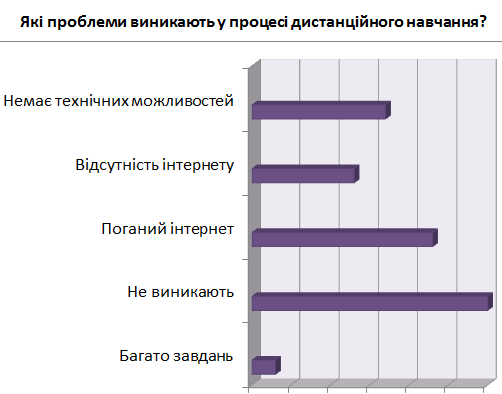 Які проблеми виникають у процесі дистанційного навчання?
Немає технічних можливостей
Відсутність інтернету
Поганий інтернет
Не виникають
Багато завдань